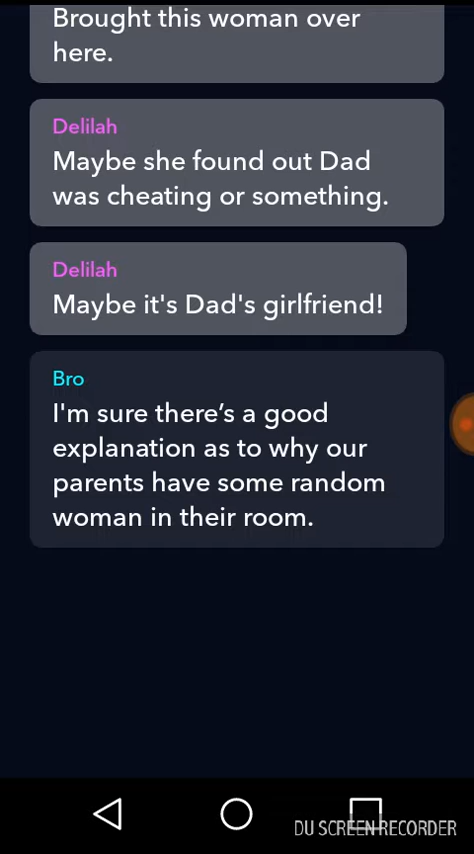 Brought this woman over
here.
Delilah
Maybe she found out Dad
was cheating or something.
Delilah
Maybe it's Dad's girlfriend!
Bro
I'm sure there’s a good
explanation as to why our
parents have some random
woman in their room.
DU SCREEN RECORDER